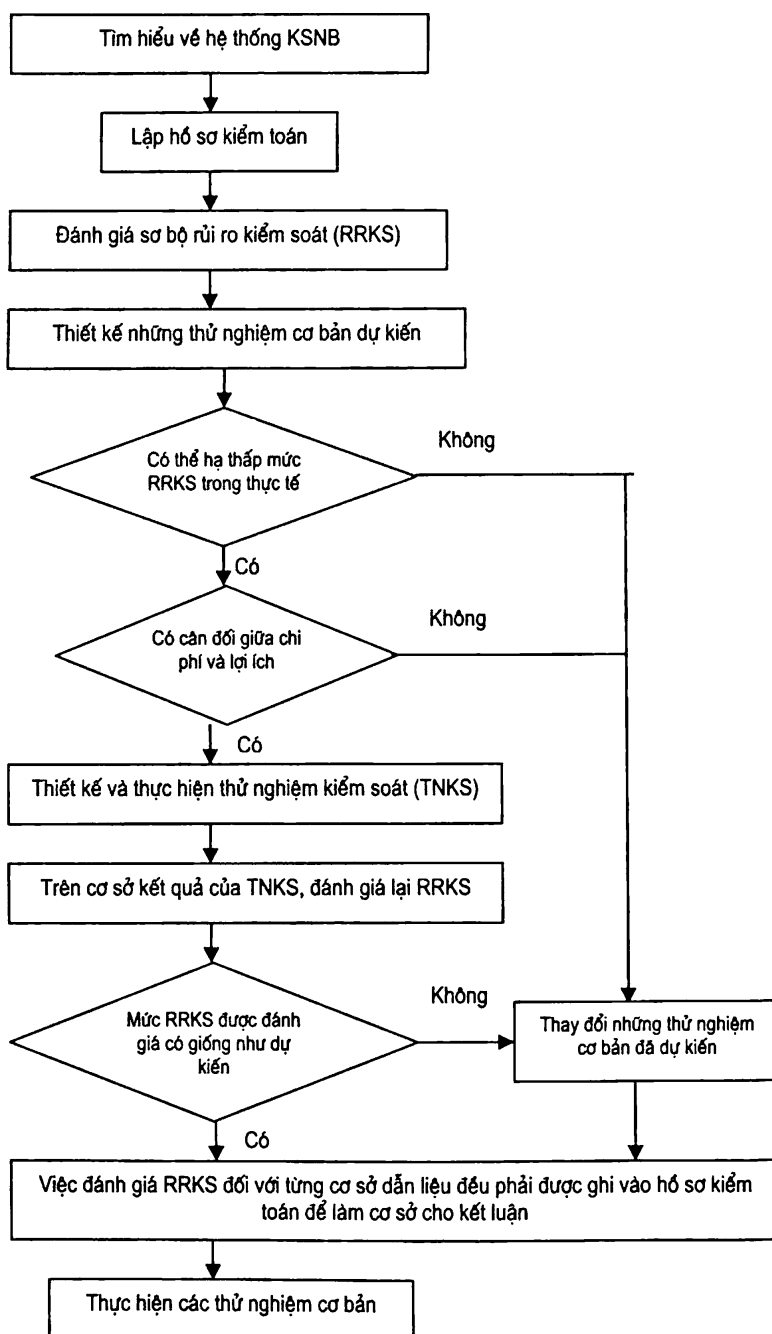 Tìm hiểu về hệ thống KSNB
Lập hồ sơ kiểm toán
Đánh giá sơ bộ rủi ro kiểm soát (RRKS)
Thiết kế những thử nghiệm cơ bản dự kiến
Có thể hạ thấp mức
RRKS trong thực tế
Không
Có
Có cân đối giữa chi
phí và lợi ích
Không
Có
Thiết kế và thực hiện thử nghiệm kiểm soát (TNKS)
Trên cơ sở kết quả của TNKS, đánh giá lại RRKS
Mức RRKS được đánh
giá có giống như dự
kiến
Không
Thay đổi những thử nghiệm
cơ bản đã dự kiến
Có
Việc đánh giá RRKS đối với từng cơ sở dẫn liệu đều phải được ghi vào hồ sơ kiểm
toán để làm cơ sở cho kết luận
Thực hiện các thử nghiệm cơ bản